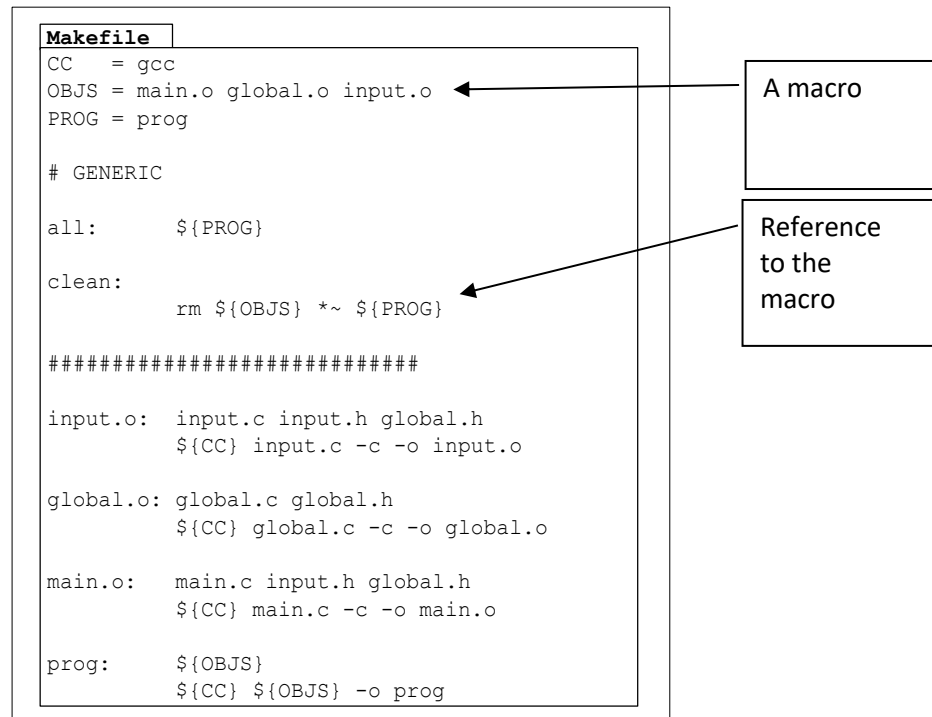 Makefile
CC   = gcc
OBJS = main.o global.o input.o
PROG = prog
# GENERIC
all:      ${PROG}
clean:
          rm ${OBJS} *~ ${PROG}
#############################
input.o:  input.c input.h global.h
          ${CC} input.c -c -o input.o
global.o: global.c global.h
          ${CC} global.c -c -o global.o
main.o:   main.c input.h global.h
          ${CC} main.c -c -o main.o
prog:     ${OBJS}
          ${CC} ${OBJS} -o prog
A macro
Reference
to the
macro